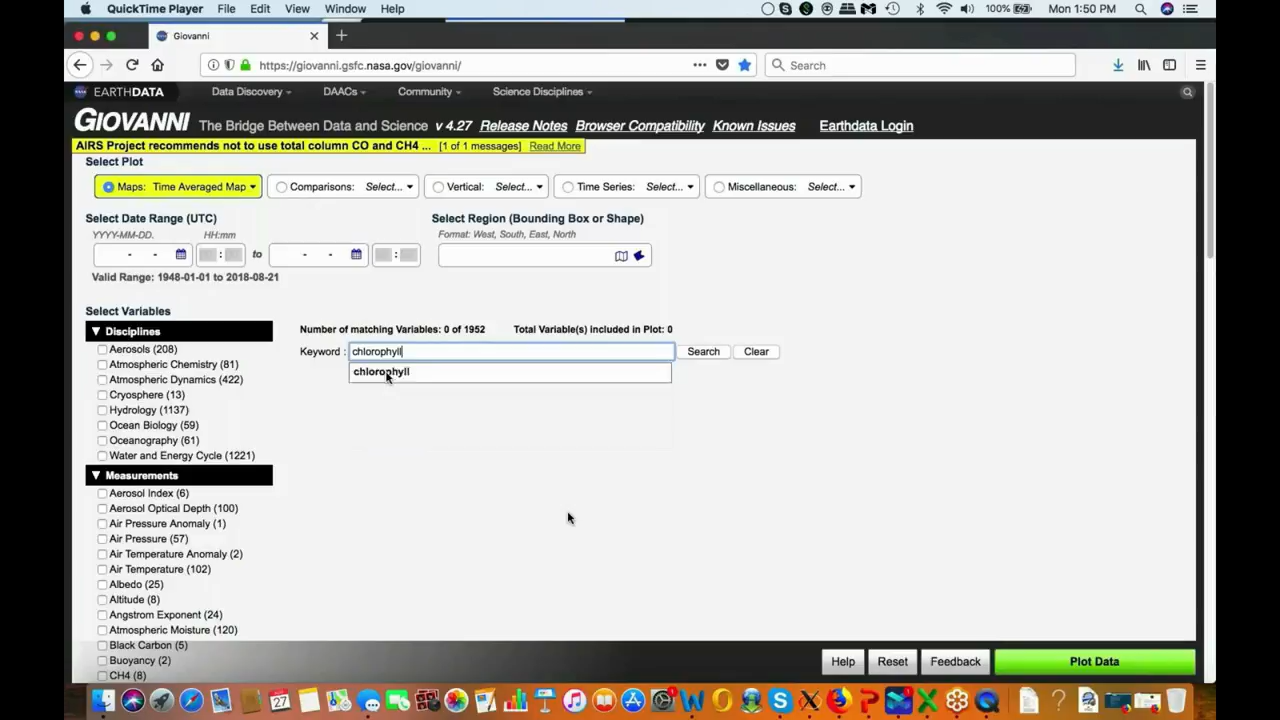 QuickTime Player File Edit View Window Help 100% Mon 1:50 PM
Giovanni
https://giovanni.gsfc.nasa.gov/giovanni/ Search
EARTHDATA Data Discovery DAACs Community Science Disciplines
GIOVANNI The Bridge Between Data and Science v 4.27 Release Notes Browser Compatibility Known Issues Earthdata Login
AIRS Project recommends not to use total column CO and CH4 ... [1 of 1 messages] Read More
Select Plot
Maps: Time Averaged Map Comparisons: Select... Vertical: Select... Time Series: Select... Miscellaneous: Select...
Select Date Range (UTC) Select Region (Bounding Box or Shape)
YYYY-MM-DD. HH:mm Format: West, South, East, North
- - : to - - :
Valid Range: 1948-01-01 to 2018-08-21
Select Variables
Disciplines
Number of matching Variables: 0 of 1952 Total Variable(s) included in Plot: 0
Aerosols (208)
Keyword : chlorophyll Search Clear
Atmospheric Chemistry (81)
chlorophyll
Atmospheric Dynamics (422)
Cryosphere (13)
Hydrology (1137)
Ocean Biology (59)
Oceanography (61)
Water and Energy Cycle (1221)
Measurements
Aerosol Index (6)
Aerosol Optical Depth (100)
Air Pressure Anomaly (1)
Air Pressure (57)
Air Temperature Anomaly (2)
Air Temperature (102)
Albedo (25)
Altitude (8)
Angstrom Exponent (24)
Atmospheric Moisture (120)
Black Carbon (5)
Buoyancy (2)
CH4 (8)
Help Reset Feedback Plot Data
27